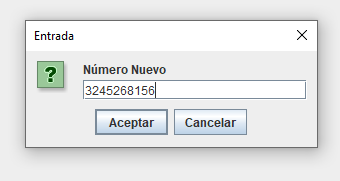 Entrada
Número Nuevo
3245268156
Aceptar
Cancelar